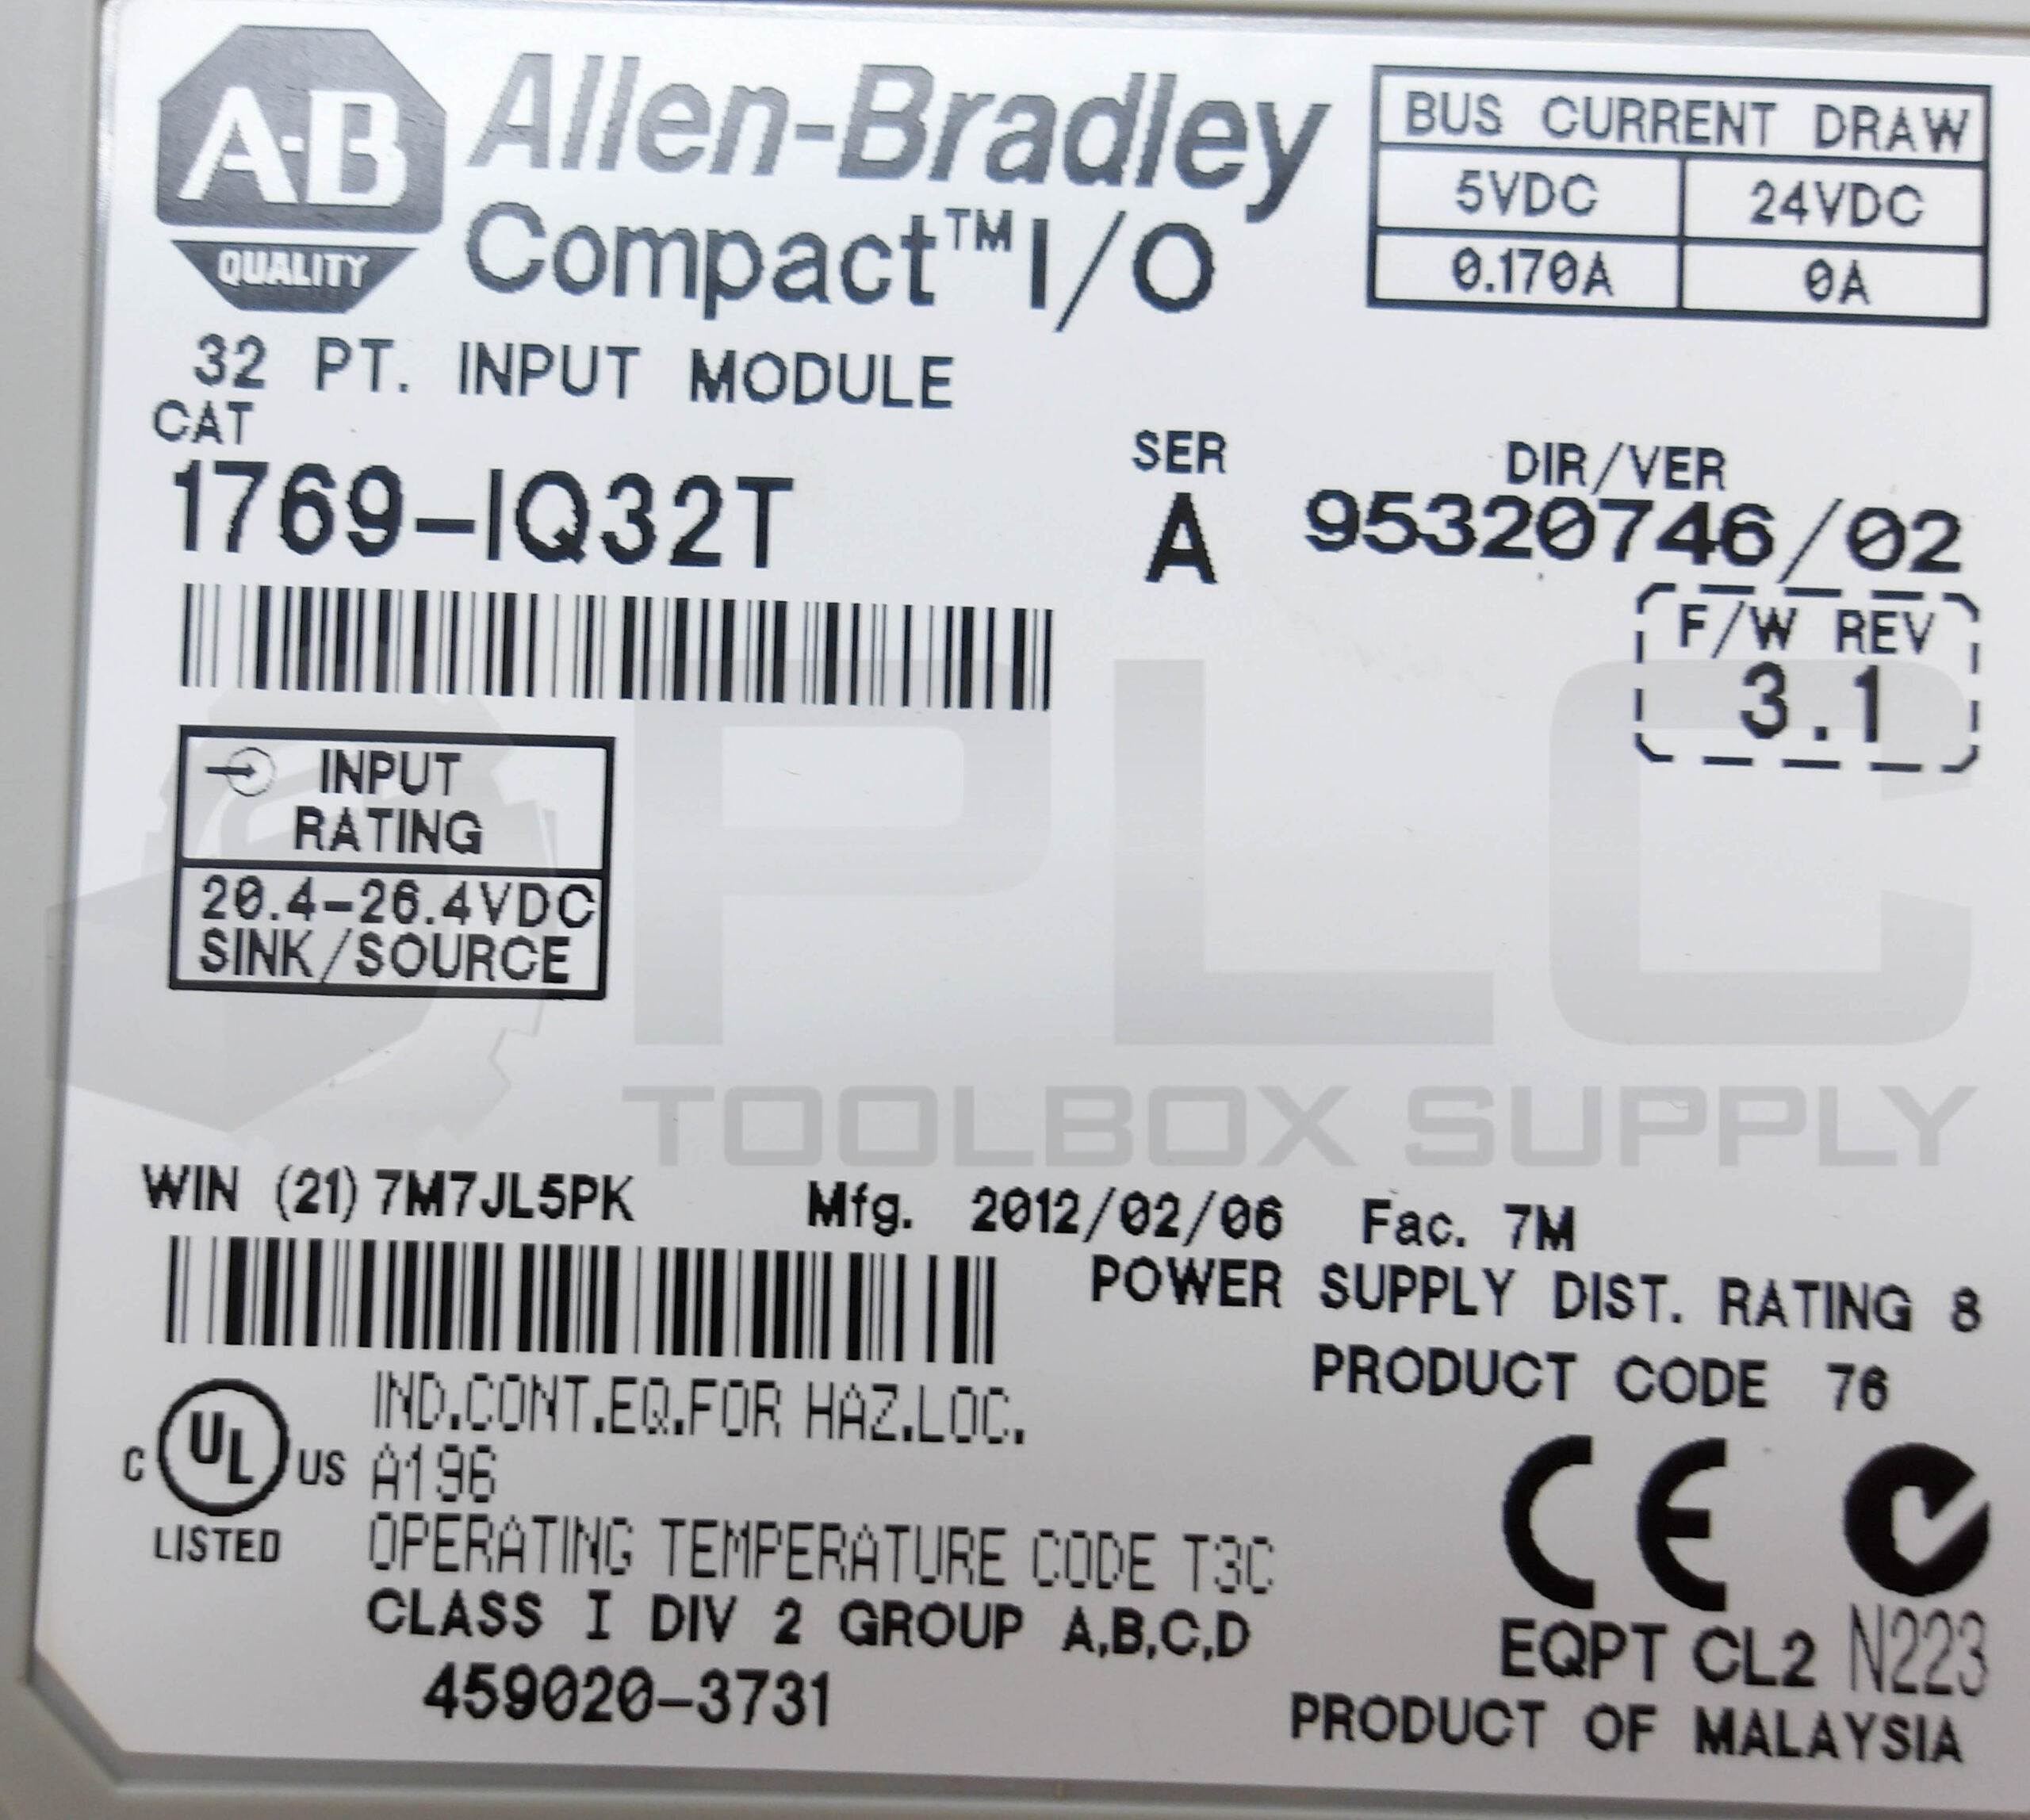 A-B
QUALITY
Allen-Bradley
Compact™ I/O
BUS CURRENT DRAW
5VDC 24VDC
0.170A 0A
32 PT. INPUT MODULE
CAT
1769-IQ32T
SER
A
DIR/VER
95320746/02
F/W REV
3.1
INPUT
RATING
20.4-26.4VDC
SINK/SOURCE
PLC
TOOLBOX SUPPLY
WIN (21) 7M7JL5PK Mfg. 2012/02/06 Fac. 7M
POWER SUPPLY DIST. RATING 8
PRODUCT CODE 76
C UL US
LISTED
IND.CONT.EQ.FOR HAZ.LOC.
A196
OPERATING TEMPERATURE CODE T3C
CLASS I DIV 2 GROUP A,B,C,D
459020-3731
CE
EQPT CL2 N223
PRODUCT OF MALAYSIA